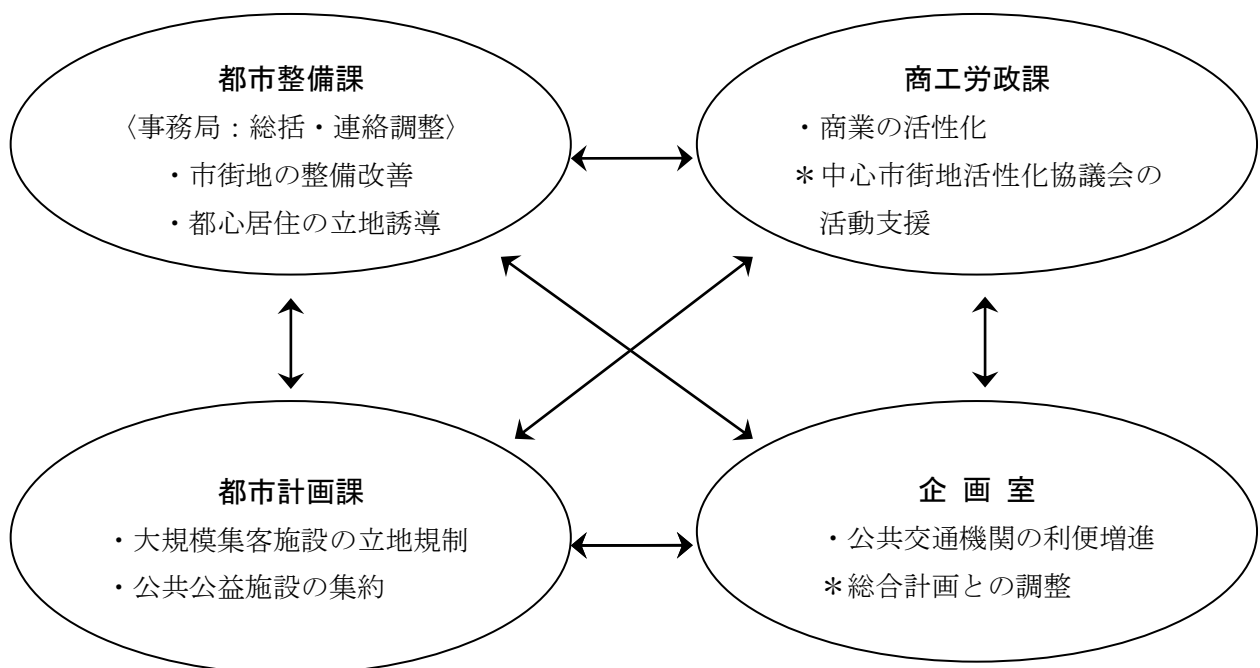 都市整備課
〈事務局：総括・連絡調整〉
・市街地の整備改善
・都心居住の立地誘導
商工労政課
・商業の活性化
＊中心市街地活性化協議会の
活動支援
都市計画課
・大規模集客施設の立地規制
・公共公益施設の集約
企 画 室
・公共交通機関の利便増進
＊総合計画との調整